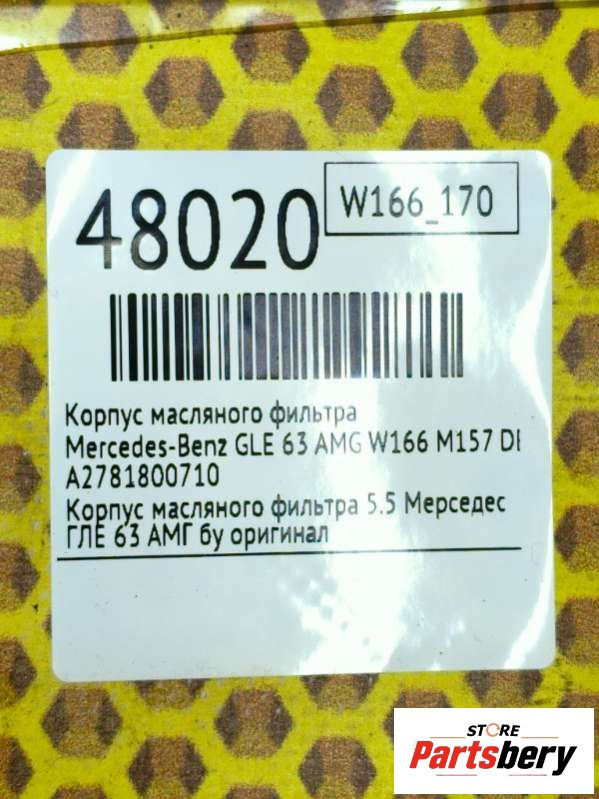 48020
W166_170
Корпус масляного фильтра
Mercedes-Benz GLE 63 AMG W166 M157
A2781800710
Корпус масляного фильтра 5.5 Мерседес
ГЛЕ 63 АМГ бу оригинал
STORE
Partsbery